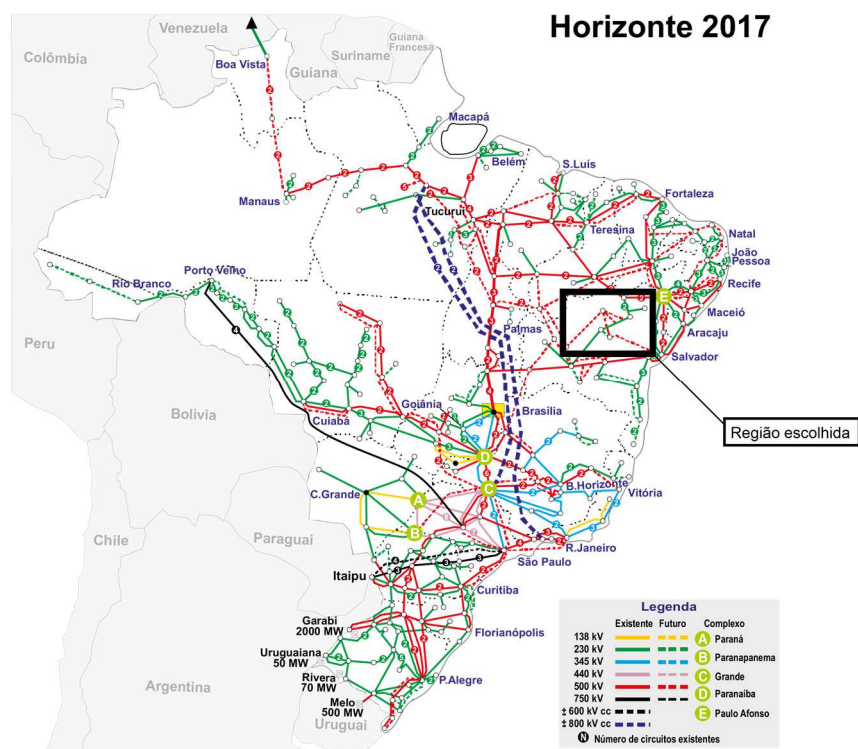 Horizonte 2017
Venezuela
Guiana
Francesa
Suriname
Colômbia
Guiana
Boa Vista
Macapá
Belém
S.Luís
Manaus
Fortaleza
Tucuruí
Teresina
Natal
João
Pessoa
Porto Velho
Rio Branco
Recife
E
Maceió
Palmas
Aracaju
Peru
Salvador
Goiânia
Brasília
Cuiabá
Bolívia
Região escolhida
D
C
B.Horizonte
Vitória
C.Grande
A
B
Chile
Paraguai
R.Janeiro
São Paulo
Itaipu
Curitiba
Garabi
2000 MW
Florianópolis
Uruguaiana
50 MW
Rivera
70 MW
P.Alegre
Melo
500 MW
Argentina
Uruguai
Legenda
Existente Futuro Complexo
138 kV A Paraná
230 kV B Paranapanema
345 kV
440 kV C Grande
500 kV D Paranaíba
750 kV
± 600 kV cc E Paulo Afonso
± 800 kV cc
N Número de circuitos existentes